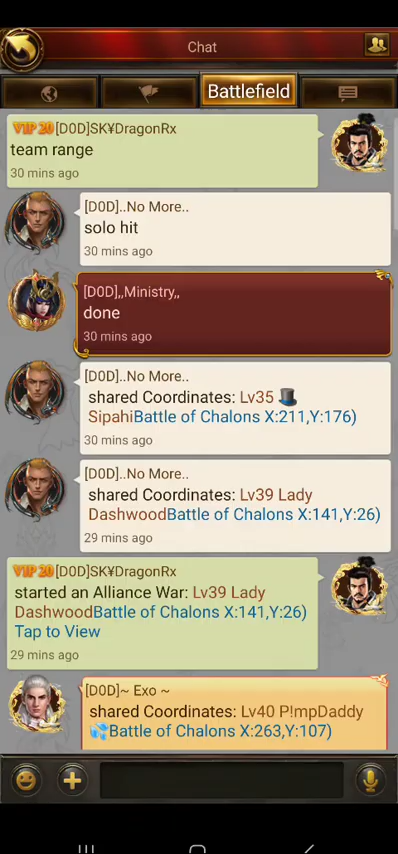 Chat
Battlefield
VIP 20 [D0D]SK¥DragonRx
team range
30 mins ago
[D0D]..No More..
solo hit
30 mins ago
[D0D],,Ministry,,
done
30 mins ago
[D0D]..No More..
shared Coordinates: Lv35 🎩
SipahiBattle of Chalons X:211,Y:176)
30 mins ago
[D0D]..No More..
shared Coordinates: Lv39 Lady
DashwoodBattle of Chalons X:141,Y:26)
29 mins ago
VIP 20 [D0D]SK¥DragonRx
started an Alliance War: Lv39 Lady
DashwoodBattle of Chalons X:141,Y:26)
Tap to View
29 mins ago
[D0D]~ Exo ~
shared Coordinates: Lv40 P!mpDaddy
💦Battle of Chalons X:263,Y:107)